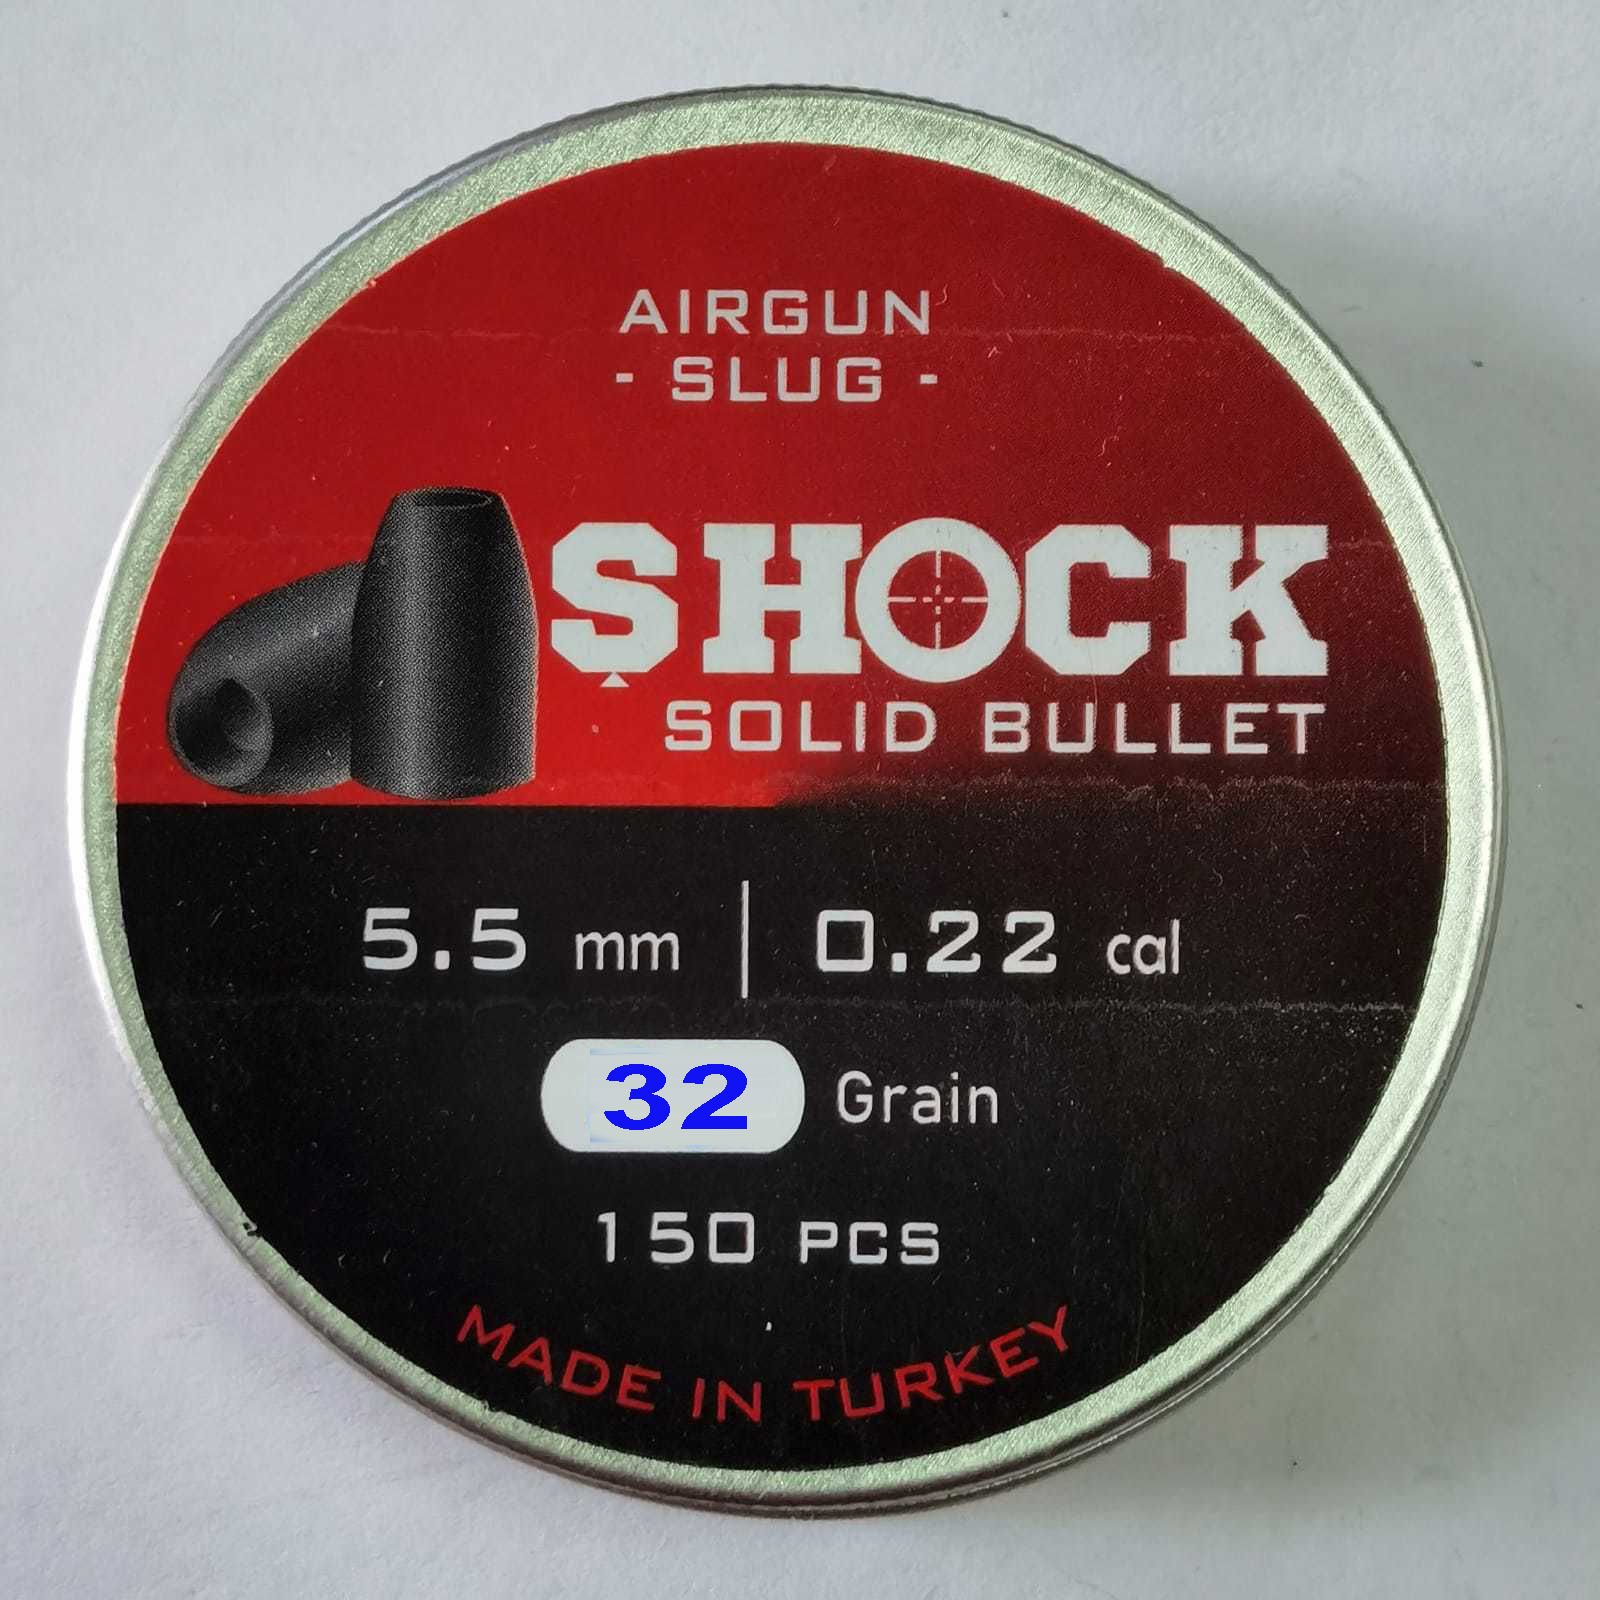 AIRGUN
- SLUG -
SHOCK
SOLID BULLET
5.5 mm | 0.22 cal
32 Grain
150 PCS
MADE IN TURKEY